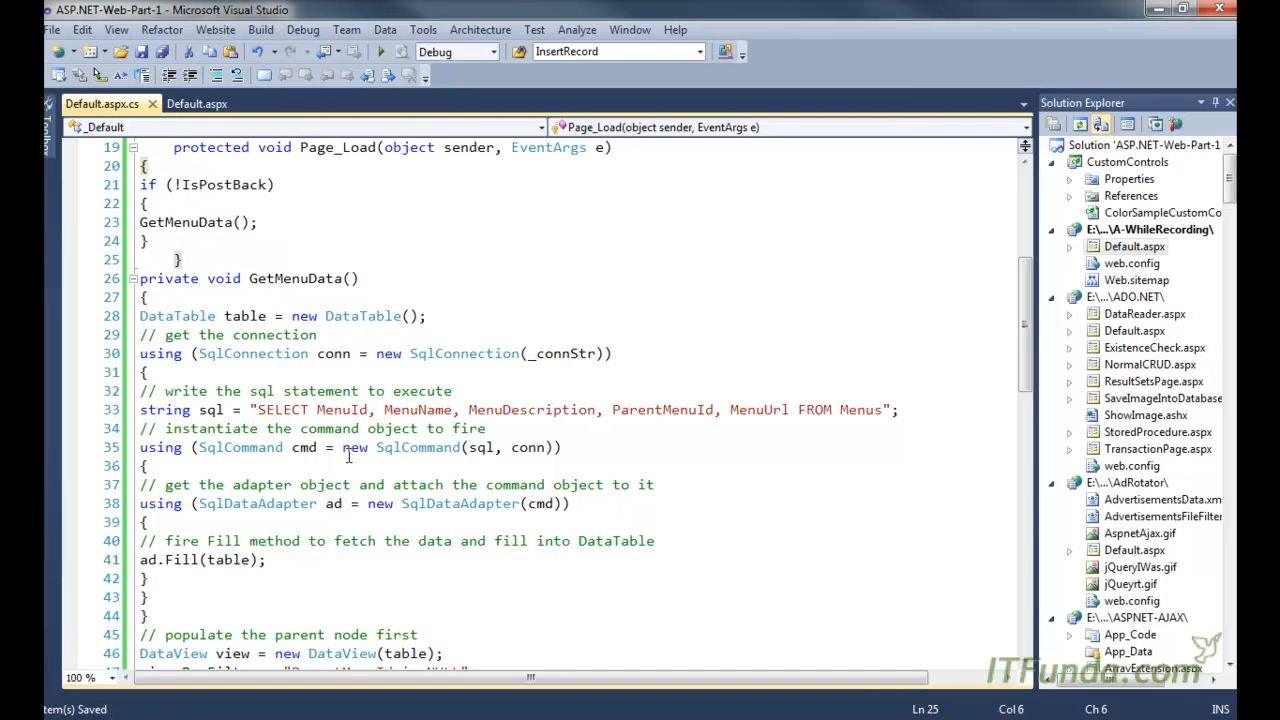 ASP.NET-Web-Part-1 - Microsoft Visual Studio
File Edit View Refactor Website Build Debug Team Data Tools Architecture Test Analyze Window Help
Debug InsertRecord
Default.aspx.cs Default.aspx
Toolbox
_Default Page_Load(object sender, EventArgs e)
19 protected void Page_Load(object sender, EventArgs e)
20 {
21 if (!IsPostBack)
22 {
23 GetMenuData();
24 }
25 }
26 private void GetMenuData()
27 {
28 DataTable table = new DataTable();
29 // get the connection
30 using (SqlConnection conn = new SqlConnection(_connStr))
31 {
32 // write the sql statement to execute
33 string sql = "SELECT MenuId, MenuName, MenuDescription, ParentMenuId, MenuUrl FROM Menus";
34 // instantiate the command object to fire
35 using (SqlCommand cmd = new SqlCommand(sql, conn))
36 {
37 // get the adapter object and attach the command object to it
38 using (SqlDataAdapter ad = new SqlDataAdapter(cmd))
39 {
40 // fire Fill method to fetch the data and fill into DataTable
41 ad.Fill(table);
42 }
43 }
44 }
45 // populate the parent node first
46 DataView view = new DataView(table);
100 %
Solution Explorer
Solution 'ASP.NET-Web-Part-1
CustomControls
Properties
References
ColorSampleCustomCo
E:\...\A-WhileRecording\
Default.aspx
web.config
Web.sitemap
E:\...\ADO.NET\
DataReader.aspx
Default.aspx
ExistenceCheck.aspx
NormalCRUD.aspx
ResultSetsPage.aspx
SaveImageIntoDatabase
ShowImage.ashx
StoredProcedure.aspx
TransactionPage.aspx
web.config
E:\...\AdRotator\
AdvertisementsData.xm
AdvertisementsFileFilter
AspnetAjax.gif
Default.aspx
jQueryIWas.gif
jQueyrt.gif
web.config
E:\...\ASPNET-AJAX\
App_Code
App_Data
ArrayExtension.aspx
ITFunda.com
tem(s) Saved Ln 25 Col 6 Ch 6 INS